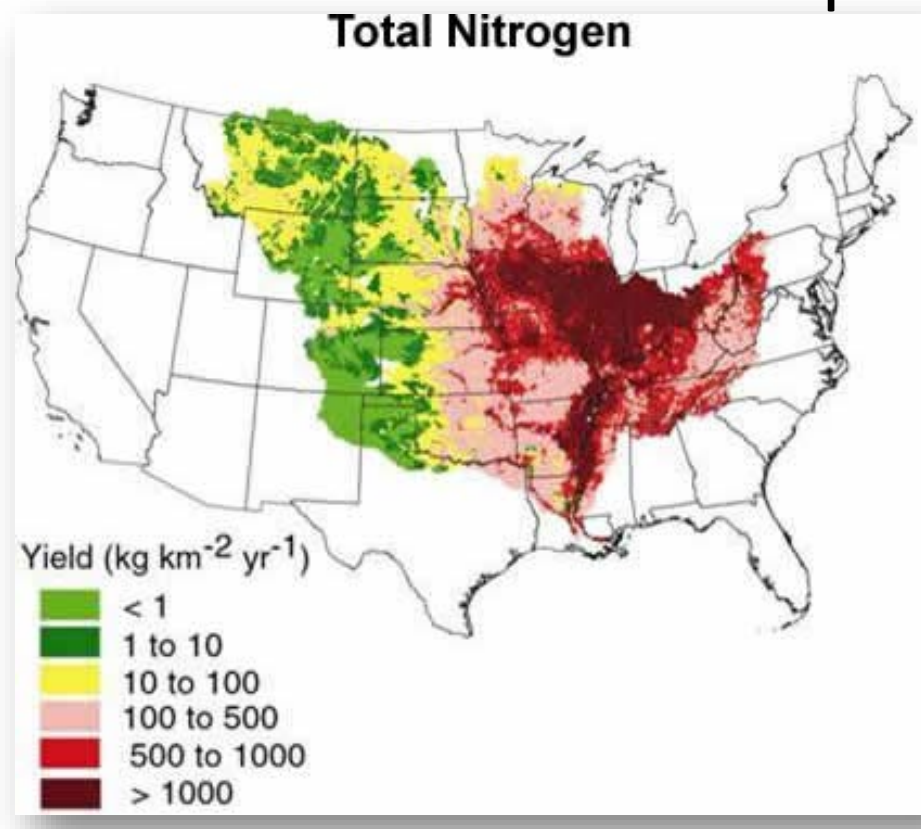 Total Nitrogen
Yield (kg km⁻² yr⁻¹)
< 1
1 to 10
10 to 100
100 to 500
500 to 1000
> 1000